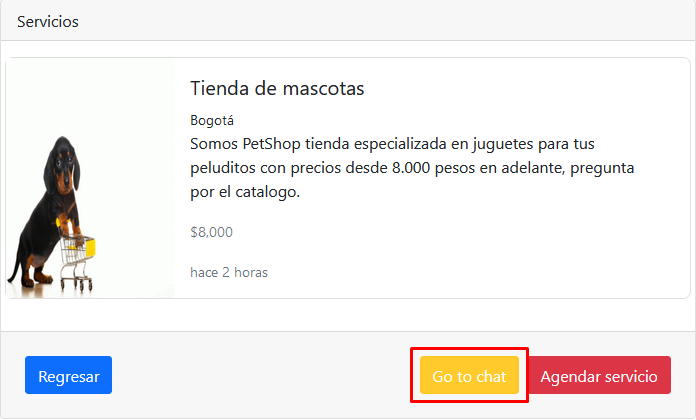 Servicios
Tienda de mascotas
Bogotá
Somos PetShop tienda especializada en juguetes para tus
peluditos con precios desde 8.000 pesos en adelante, pregunta
por el catalogo.
$8,000
hace 2 horas
Regresar
Go to chat
Agendar servicio